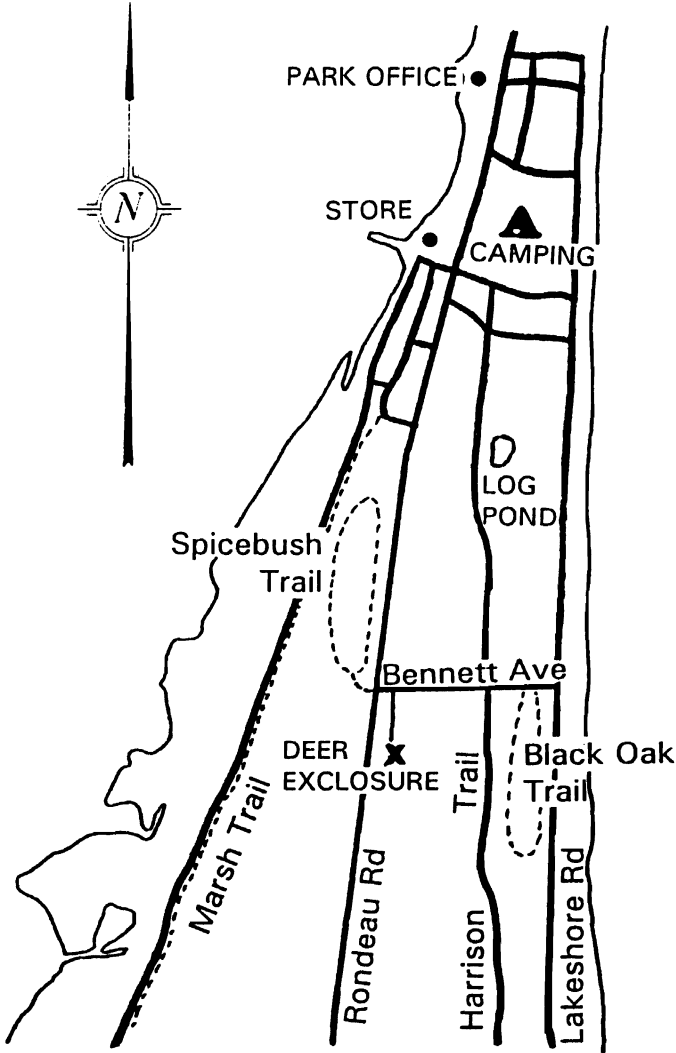 PARK OFFICE
N
STORE
CAMPING
LOG
POND
Spicebush
Trail
Bennett Ave
DEER
EXCLOSURE
Black Oak
Trail
Marsh Trail
Rondeau Rd
Harrison Trail
Lakeshore Rd